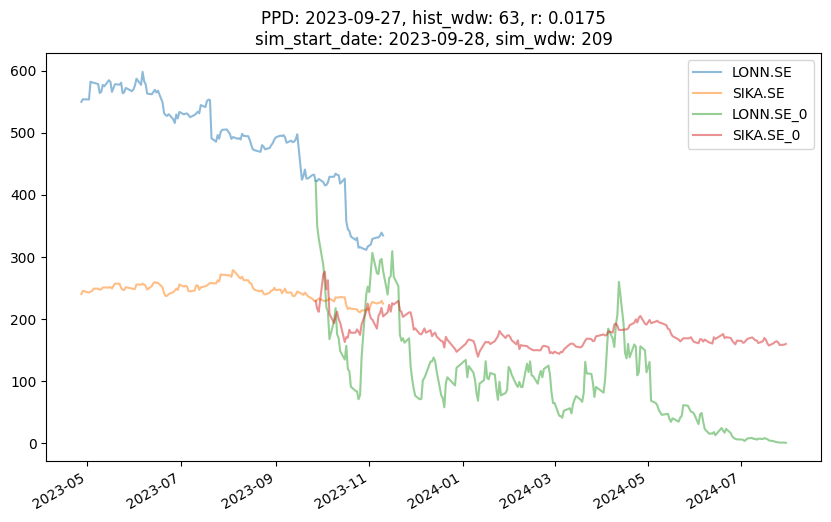 PPD: 2023-09-27, hist_wdw: 63, r: 0.0175
sim_start_date: 2023-09-28, sim_wdw: 209
600
500
400
300
200
100
0
LONN.SE
SIKA.SE
LONN.SE_0
SIKA.SE_0
2023-05
2023-07
2023-09
2023-11
2024-01
2024-03
2024-05
2024-07